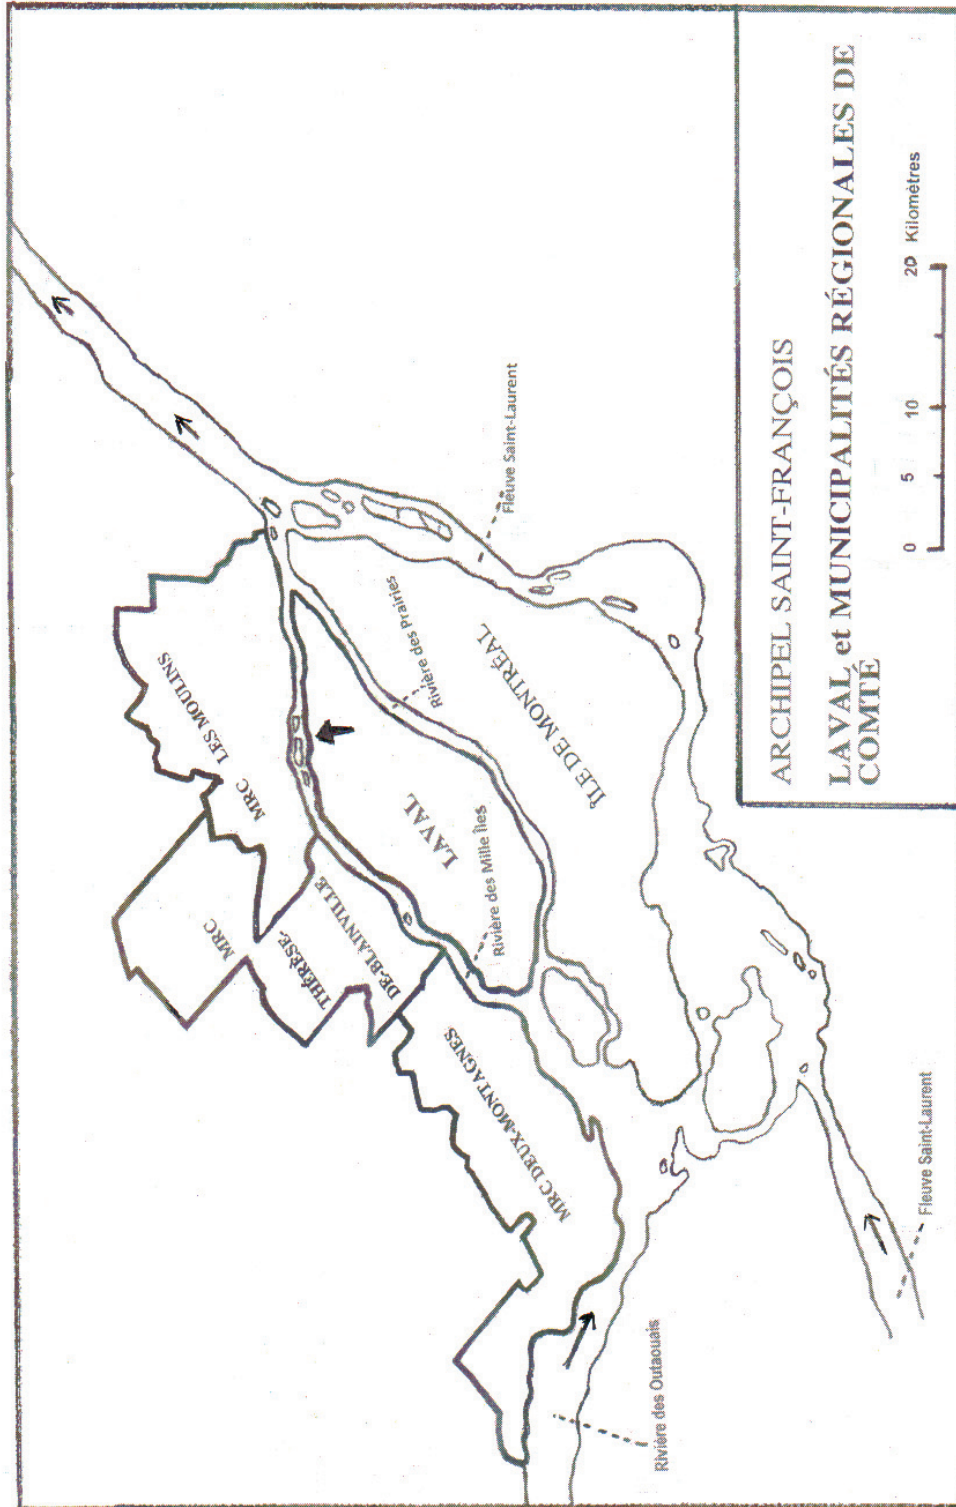 ARCHIPEL SAINT-FRANÇOIS
LAVAL et MUNICIPALITÉS RÉGIONALES DE
COMTÉ
0 5 10 20 Kilomètres
MRC LES MOULINS
MRC
THÉRÈSE-
DE-BLAINVILLE
MRC DEUX-MONTAGNES
LAVAL
ÎLE DE MONTRÉAL
Rivière des Mille Îles
Rivière des Prairies
Fleuve Saint-Laurent
Rivière des Outaouais
Fleuve Saint-Laurent